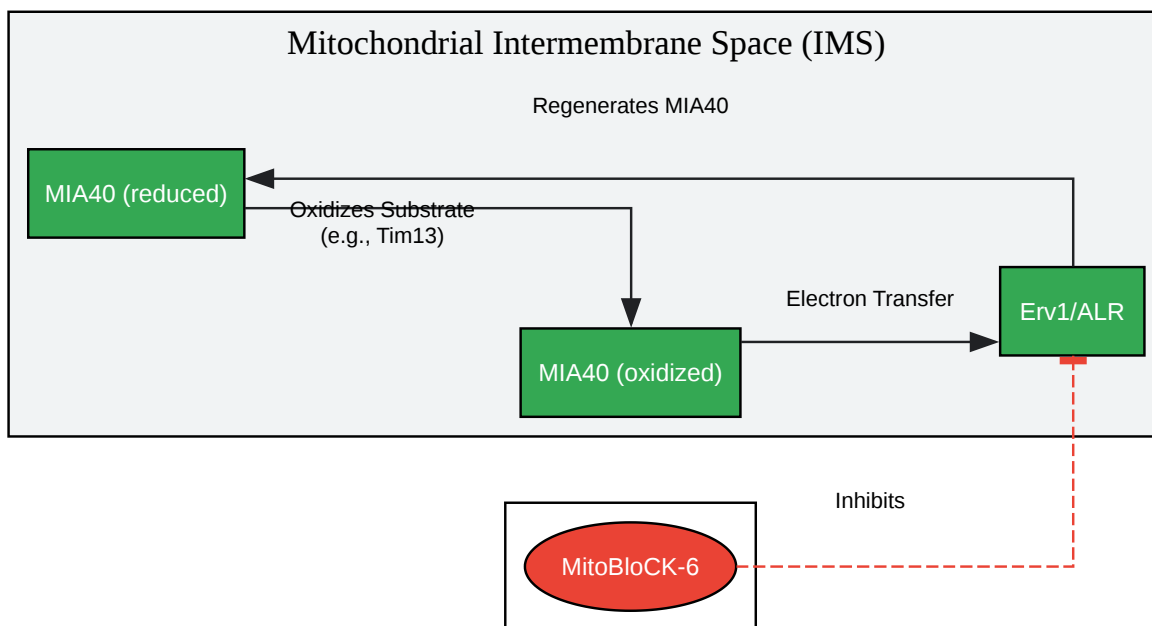 Mitochondrial Intermembrane Space (IMS)
Regenerates MIA40
MIA40 (reduced)
Oxidizes Substrate
(e.g., Tim13)
Electron Transfer
Erv1/ALR
MIA40 (oxidized)
Inhibits
MitoBloCK-6